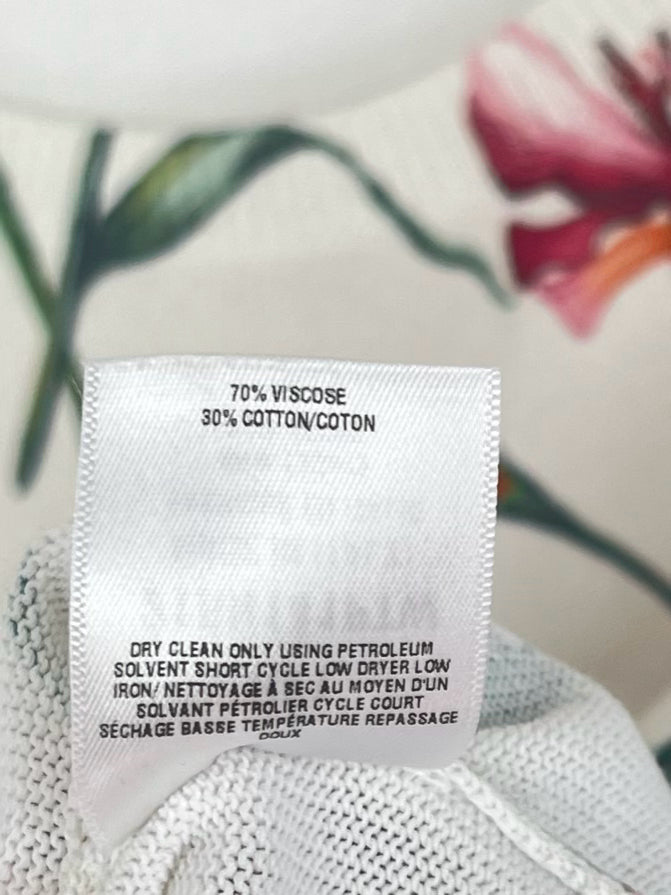 70% VISCOSE
30% COTTON/COTON
DRY CLEAN ONLY USING PETROLEUM
SOLVENT SHORT CYCLE LOW DRYER LOW
IRON/ NETTOYAGE À SEC AU MOYEN D'UN
SOLVANT PÉTROLIER CYCLE COURT
SÉCHAGE BASSE TEMPÉRATURE REPASSAGE
DOUX